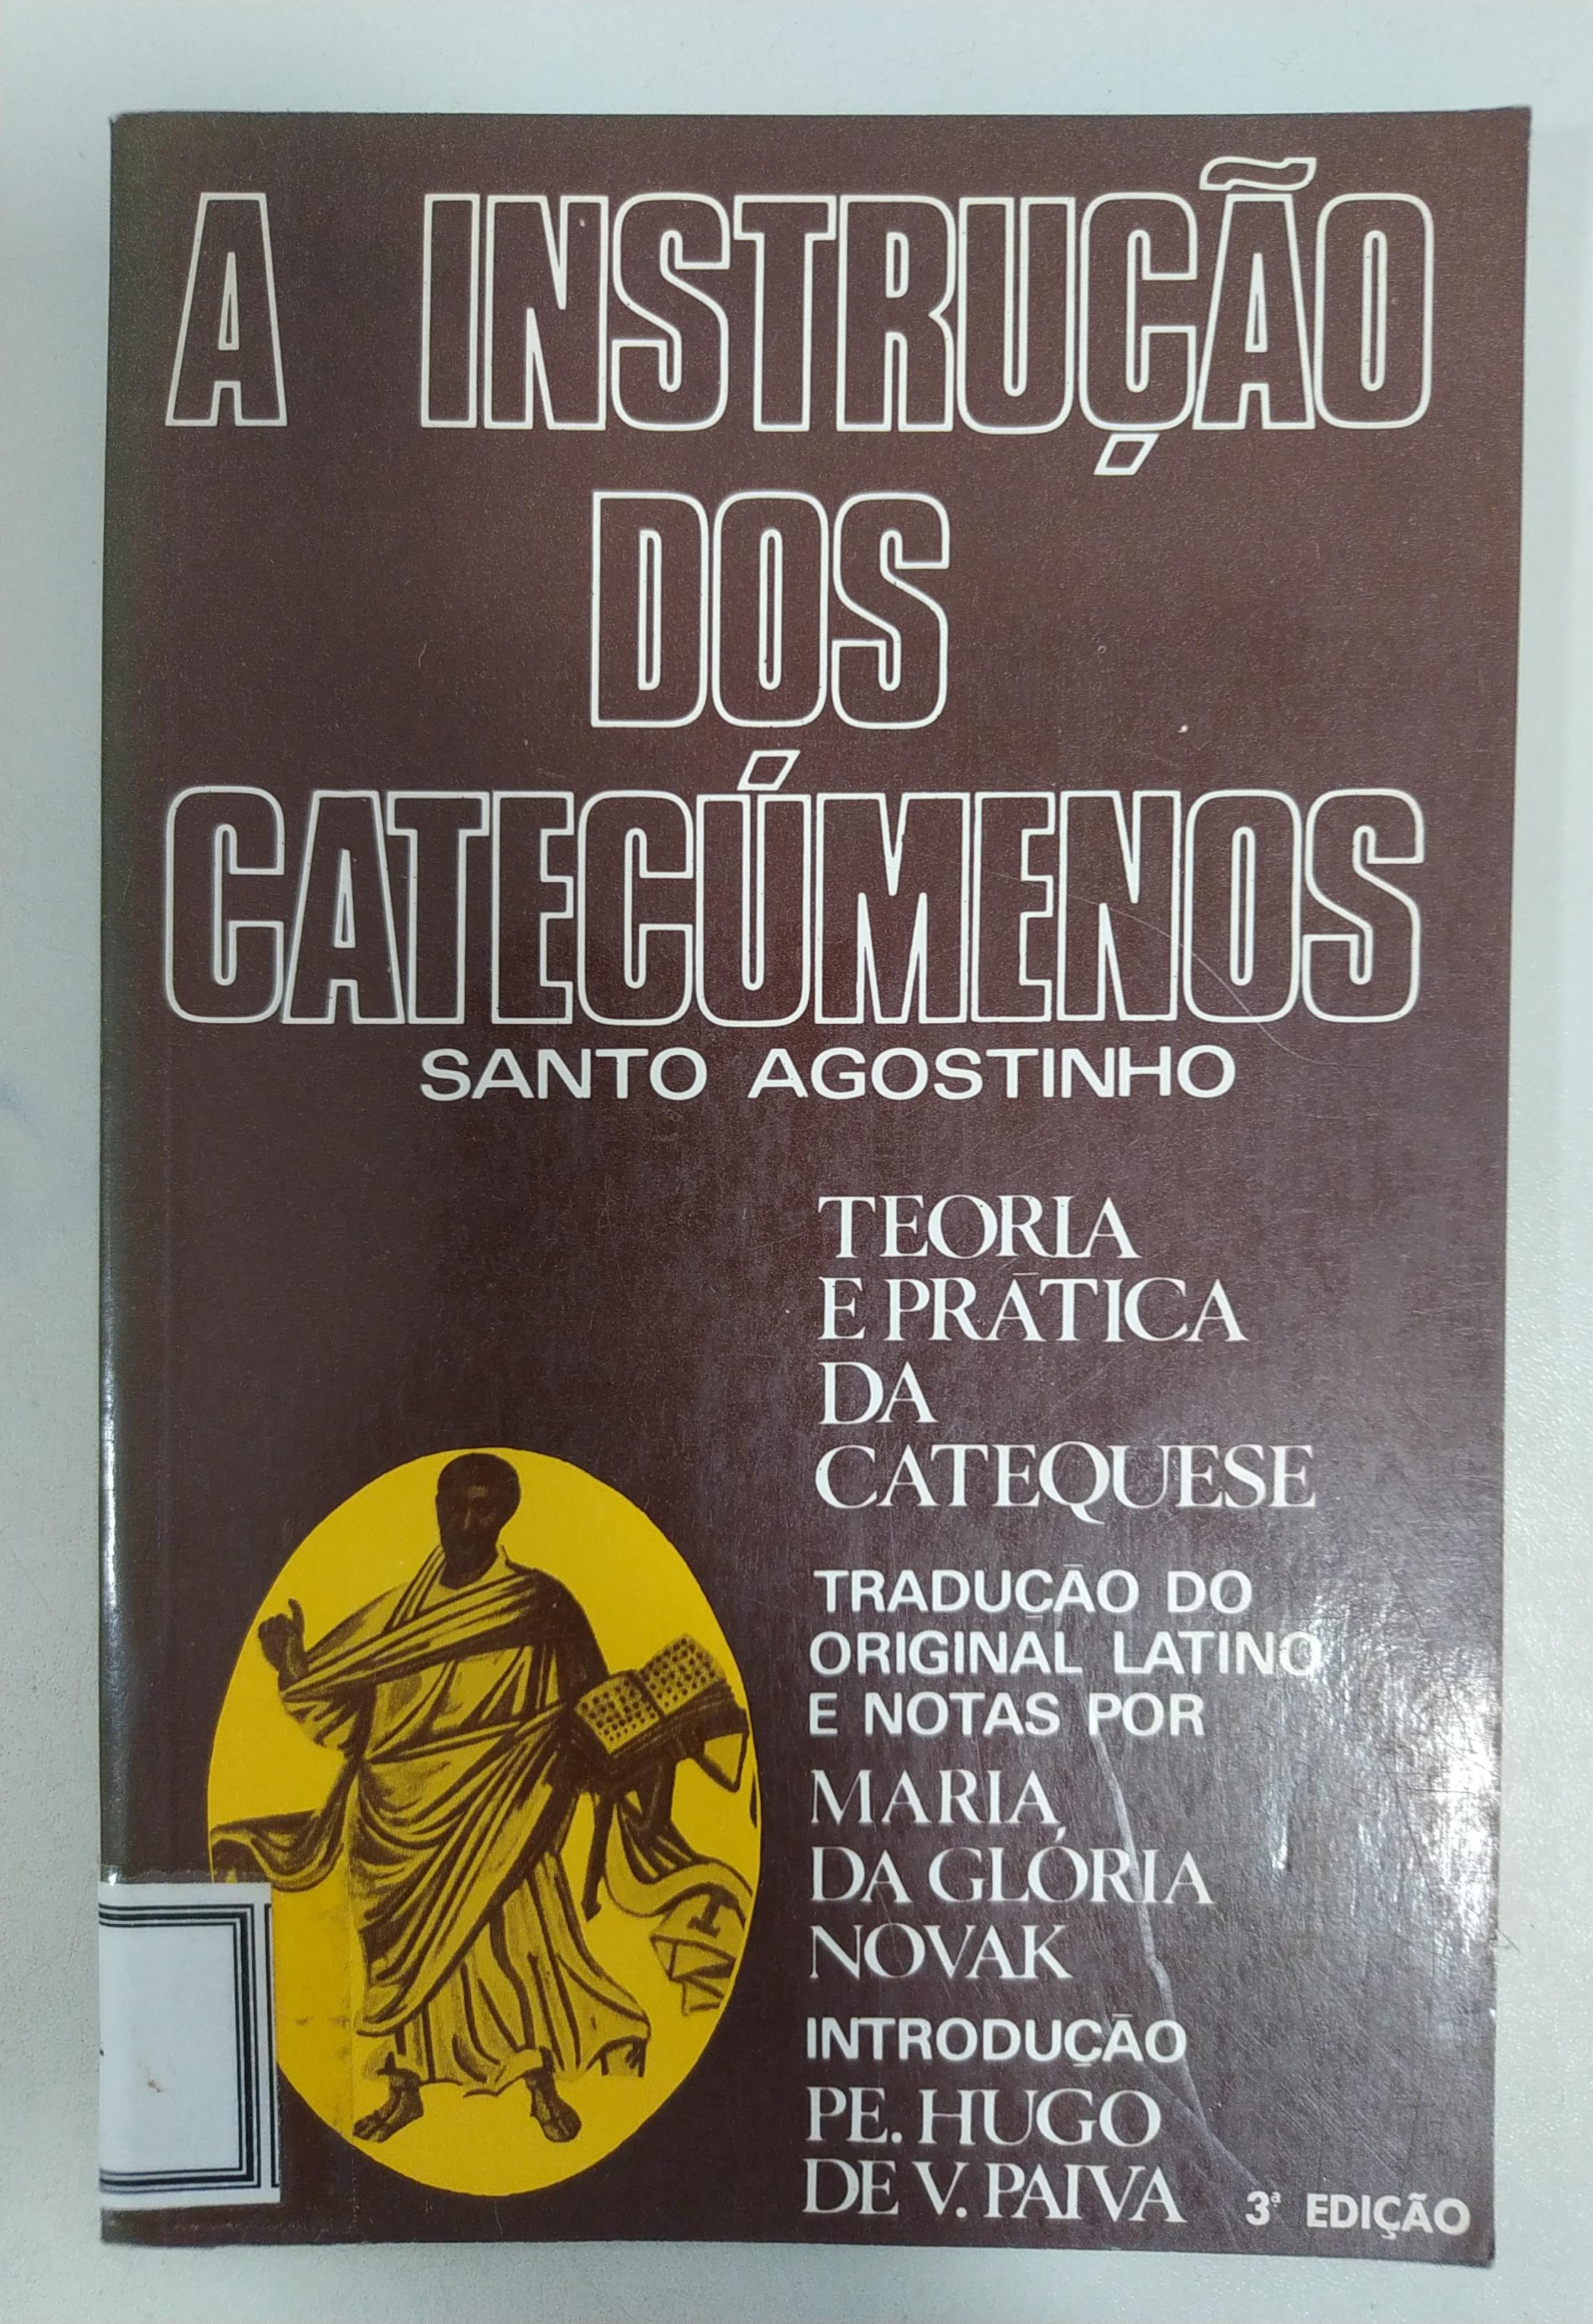 A INSTRUÇÃO
DOS
CATECÚMENOS
SANTO AGOSTINHO
TEORIA
E PRÁTICA
DA
CATEQUESE
TRADUÇÃO DO
ORIGINAL LATINO
E NOTAS POR
MARIA
DA GLÓRIA
NOVAK
INTRODUÇÃO
PE. HUGO
DE V. PAIVA
3ª EDIÇÃO